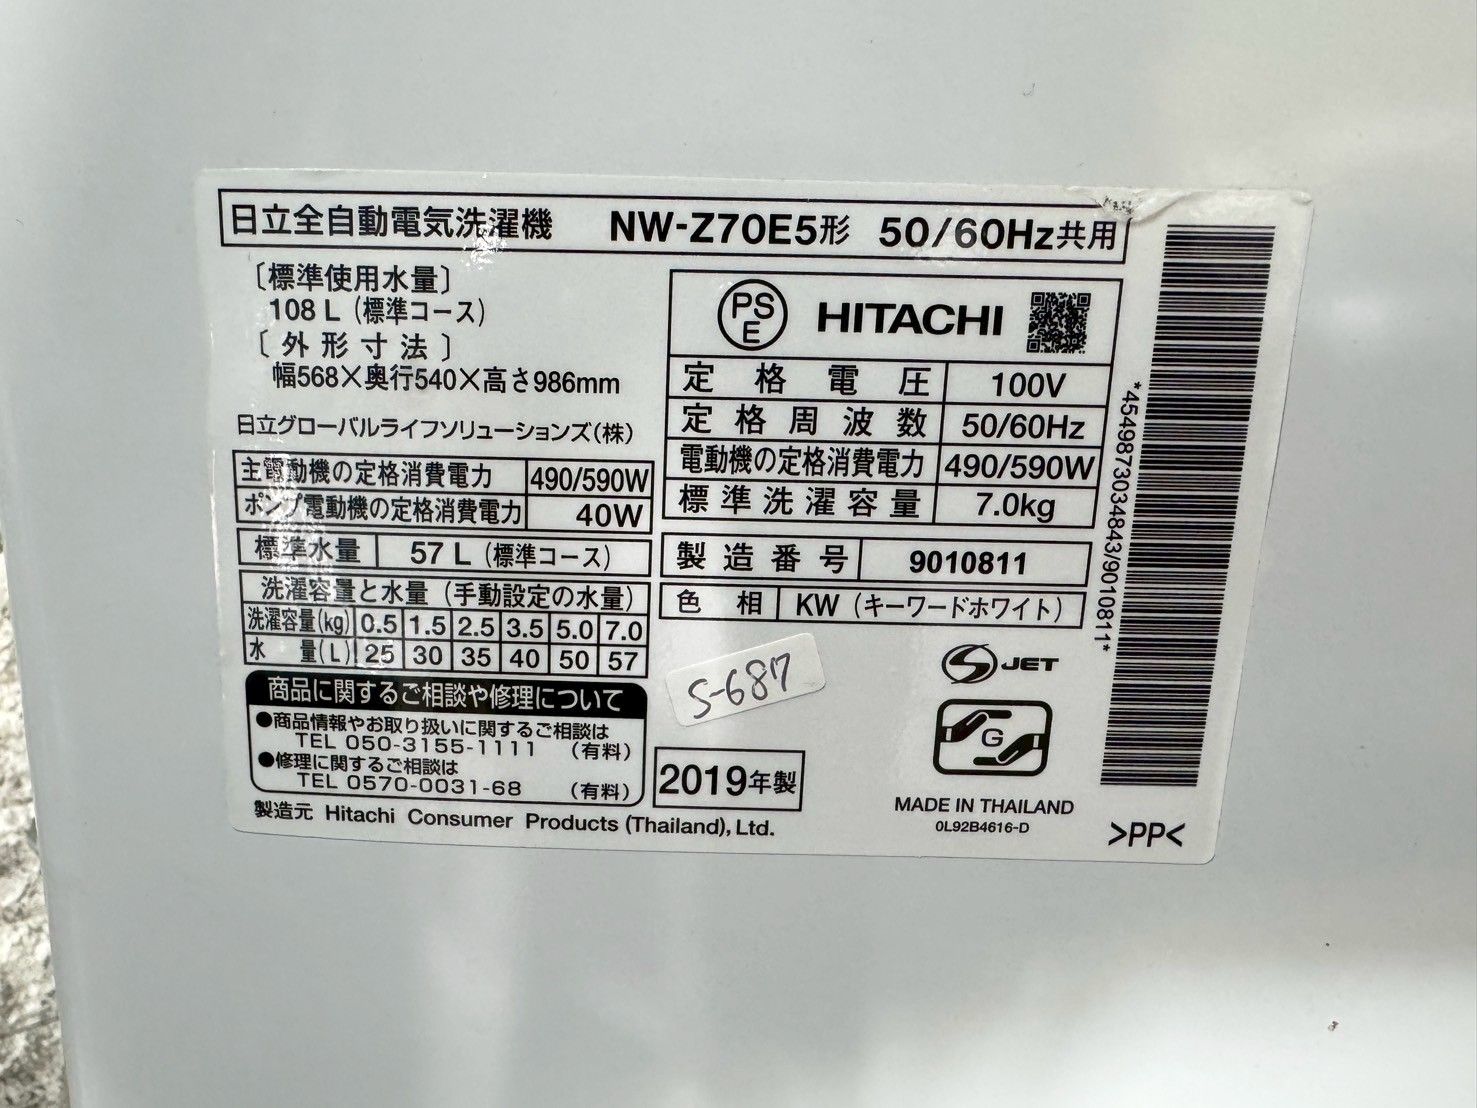 日立全自動電気洗濯機 NW-Z70E5形 50/60Hz共用
〔標準使用水量〕
108 L (標準コース)
〔外形寸法〕
幅568×奥行540×高さ986mm
日立グローバルライフソリューションズ(株)
主電動機の定格消費電力 490/590W
ポンプ電動機の定格消費電力 40W
標準水量 57 L (標準コース)
洗濯容量と水量 (手動設定の水量)
洗濯容量(kg) 0.5 1.5 2.5 3.5 5.0 7.0
水量(L) 25 30 35 40 50 57
商品に関するご相談や修理について
●商品情報やお取り扱いに関するご相談は
TEL 050-3155-1111 (有料)
●修理に関するご相談は
TEL 0570-0031-68 (有料)
製造元 Hitachi Consumer Products (Thailand), Ltd.
PS
E
HITACHI
定格電圧 100V
定格周波数 50/60Hz
電動機の定格消費電力 490/590W
標準洗濯容量 7.0kg
製造番号 9010811
色相 KW (キーワードホワイト)
S-687
2019年製
S JET
G
MADE IN THAILAND
0L92B4616-D
>PP<
*4549873034843/9010811*